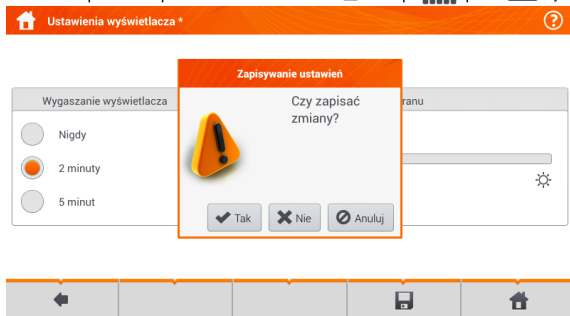 Ustawienia wyświetlacza *
?
Zapisywanie ustawień
Wygaszanie wyświetlacza
ranu
Czy zapisać
zmiany?
Nigdy
2 minuty
5 minut
Tak
Nie
Anuluj